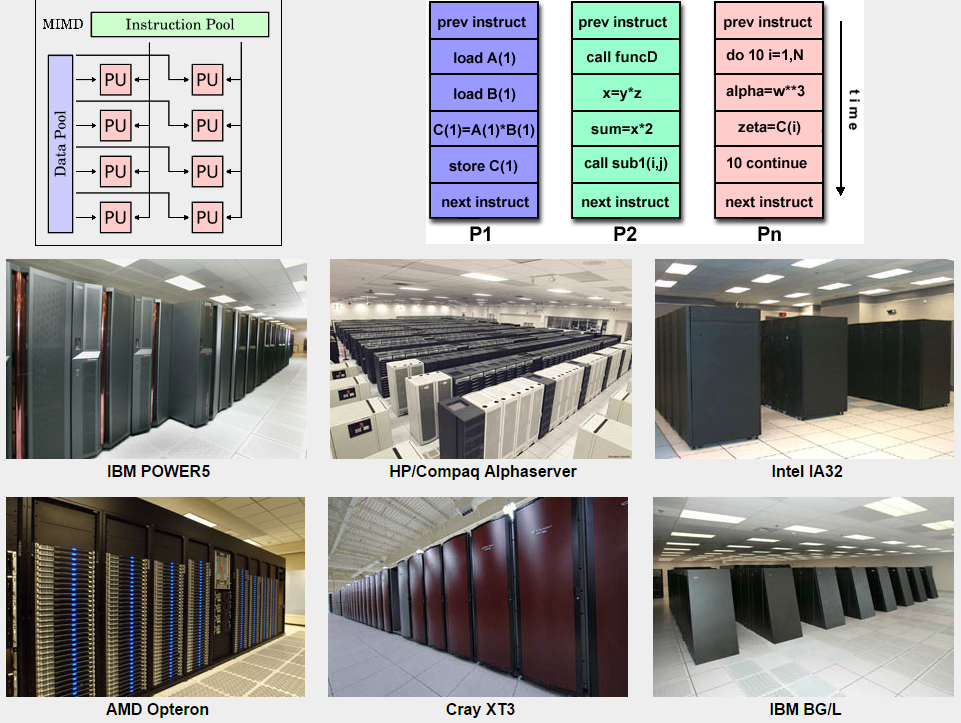 MIMD
Instruction Pool
Data Pool
PU
PU
PU
PU
PU
PU
PU
PU
prev instruct
load A(1)
load B(1)
C(1)=A(1)*B(1)
store C(1)
next instruct
P1
prev instruct
call funcD
x=y*z
sum=x*2
call sub1(i,j)
next instruct
P2
prev instruct
do 10 i=1,N
alpha=w**3
zeta=C(i)
10 continue
next instruct
Pn
time
IBM POWER5
HP/Compaq Alphaserver
Intel IA32
AMD Opteron
Cray XT3
IBM BG/L